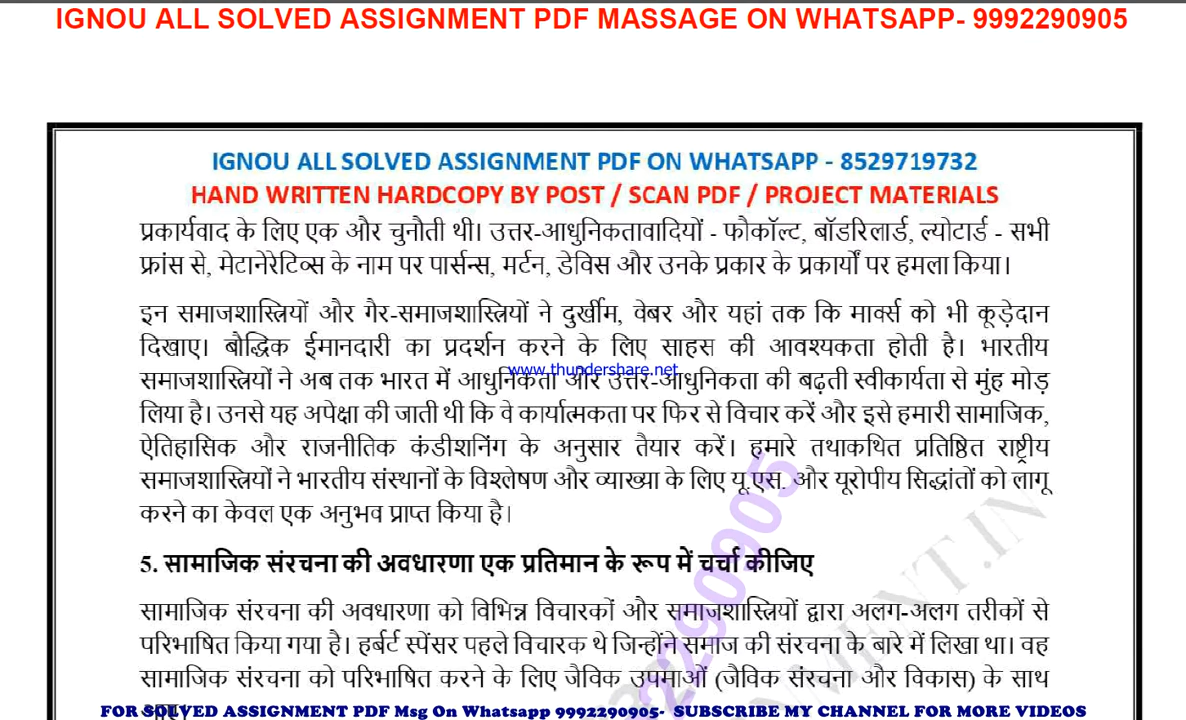 IGNOU ALL SOLVED ASSIGNMENT PDF MASSAGE ON WHATSAPP- 9992290905
IGNOU ALL SOLVED ASSIGNMENT PDF ON WHATSAPP - 8529719732
HAND WRITTEN HARDCOPY BY POST / SCAN PDF / PROJECT MATERIALS
प्रकार्यवाद के लिए एक और चुनौती थी। उत्तर-आधुनिकतावादियों - फौकॉल्ट, बॉडरिलार्ड, ल्योटार्ड - सभी
फ्रांस से, मेटानेरेटिव्स के नाम पर पार्सन्स, मर्टन, डेविस और उनके प्रकार के प्रकार्यों पर हमला किया।
इन समाजशास्त्रियों और गैर-समाजशास्त्रियों ने दुर्खीम, वेबर और यहां तक कि मार्क्स को भी कूड़ेदान
दिखाए। बौद्धिक ईमानदारी का प्रदर्शन करने के लिए साहस की आवश्यकता होती है। भारतीय
www.thundershare.net
समाजशास्त्रियों ने अब तक भारत में आधुनिकता और उत्तर-आधुनिकता की बढ़ती स्वीकार्यता से मुंह मोड़
लिया है। उनसे यह अपेक्षा की जाती थी कि वे कार्यात्मकता पर फिर से विचार करें और इसे हमारी सामाजिक,
ऐतिहासिक और राजनीतिक कंडीशनिंग के अनुसार तैयार करें। हमारे तथाकथित प्रतिष्ठित राष्ट्रीय
समाजशास्त्रियों ने भारतीय संस्थानों के विश्लेषण और व्याख्या के लिए यू.एस. और यूरोपीय सिद्धांतों को लागू
करने का केवल एक अनुभव प्राप्त किया है।
5. सामाजिक संरचना की अवधारणा एक प्रतिमान के रूप में चर्चा कीजिए
सामाजिक संरचना की अवधारणा को विभिन्न विचारकों और समाजशास्त्रियों द्वारा अलग-अलग तरीकों से
परिभाषित किया गया है। हर्बर्ट स्पेंसर पहले विचारक थे जिन्होंने समाज की संरचना के बारे में लिखा था। वह
सामाजिक संरचना को परिभाषित करने के लिए जैविक उपमाओं (जैविक संरचना और विकास) के साथ
FOR SOLVED ASSIGNMENT PDF Msg On Whatsapp 9992290905- SUBSCRIBE MY CHANNEL FOR MORE VIDEOS